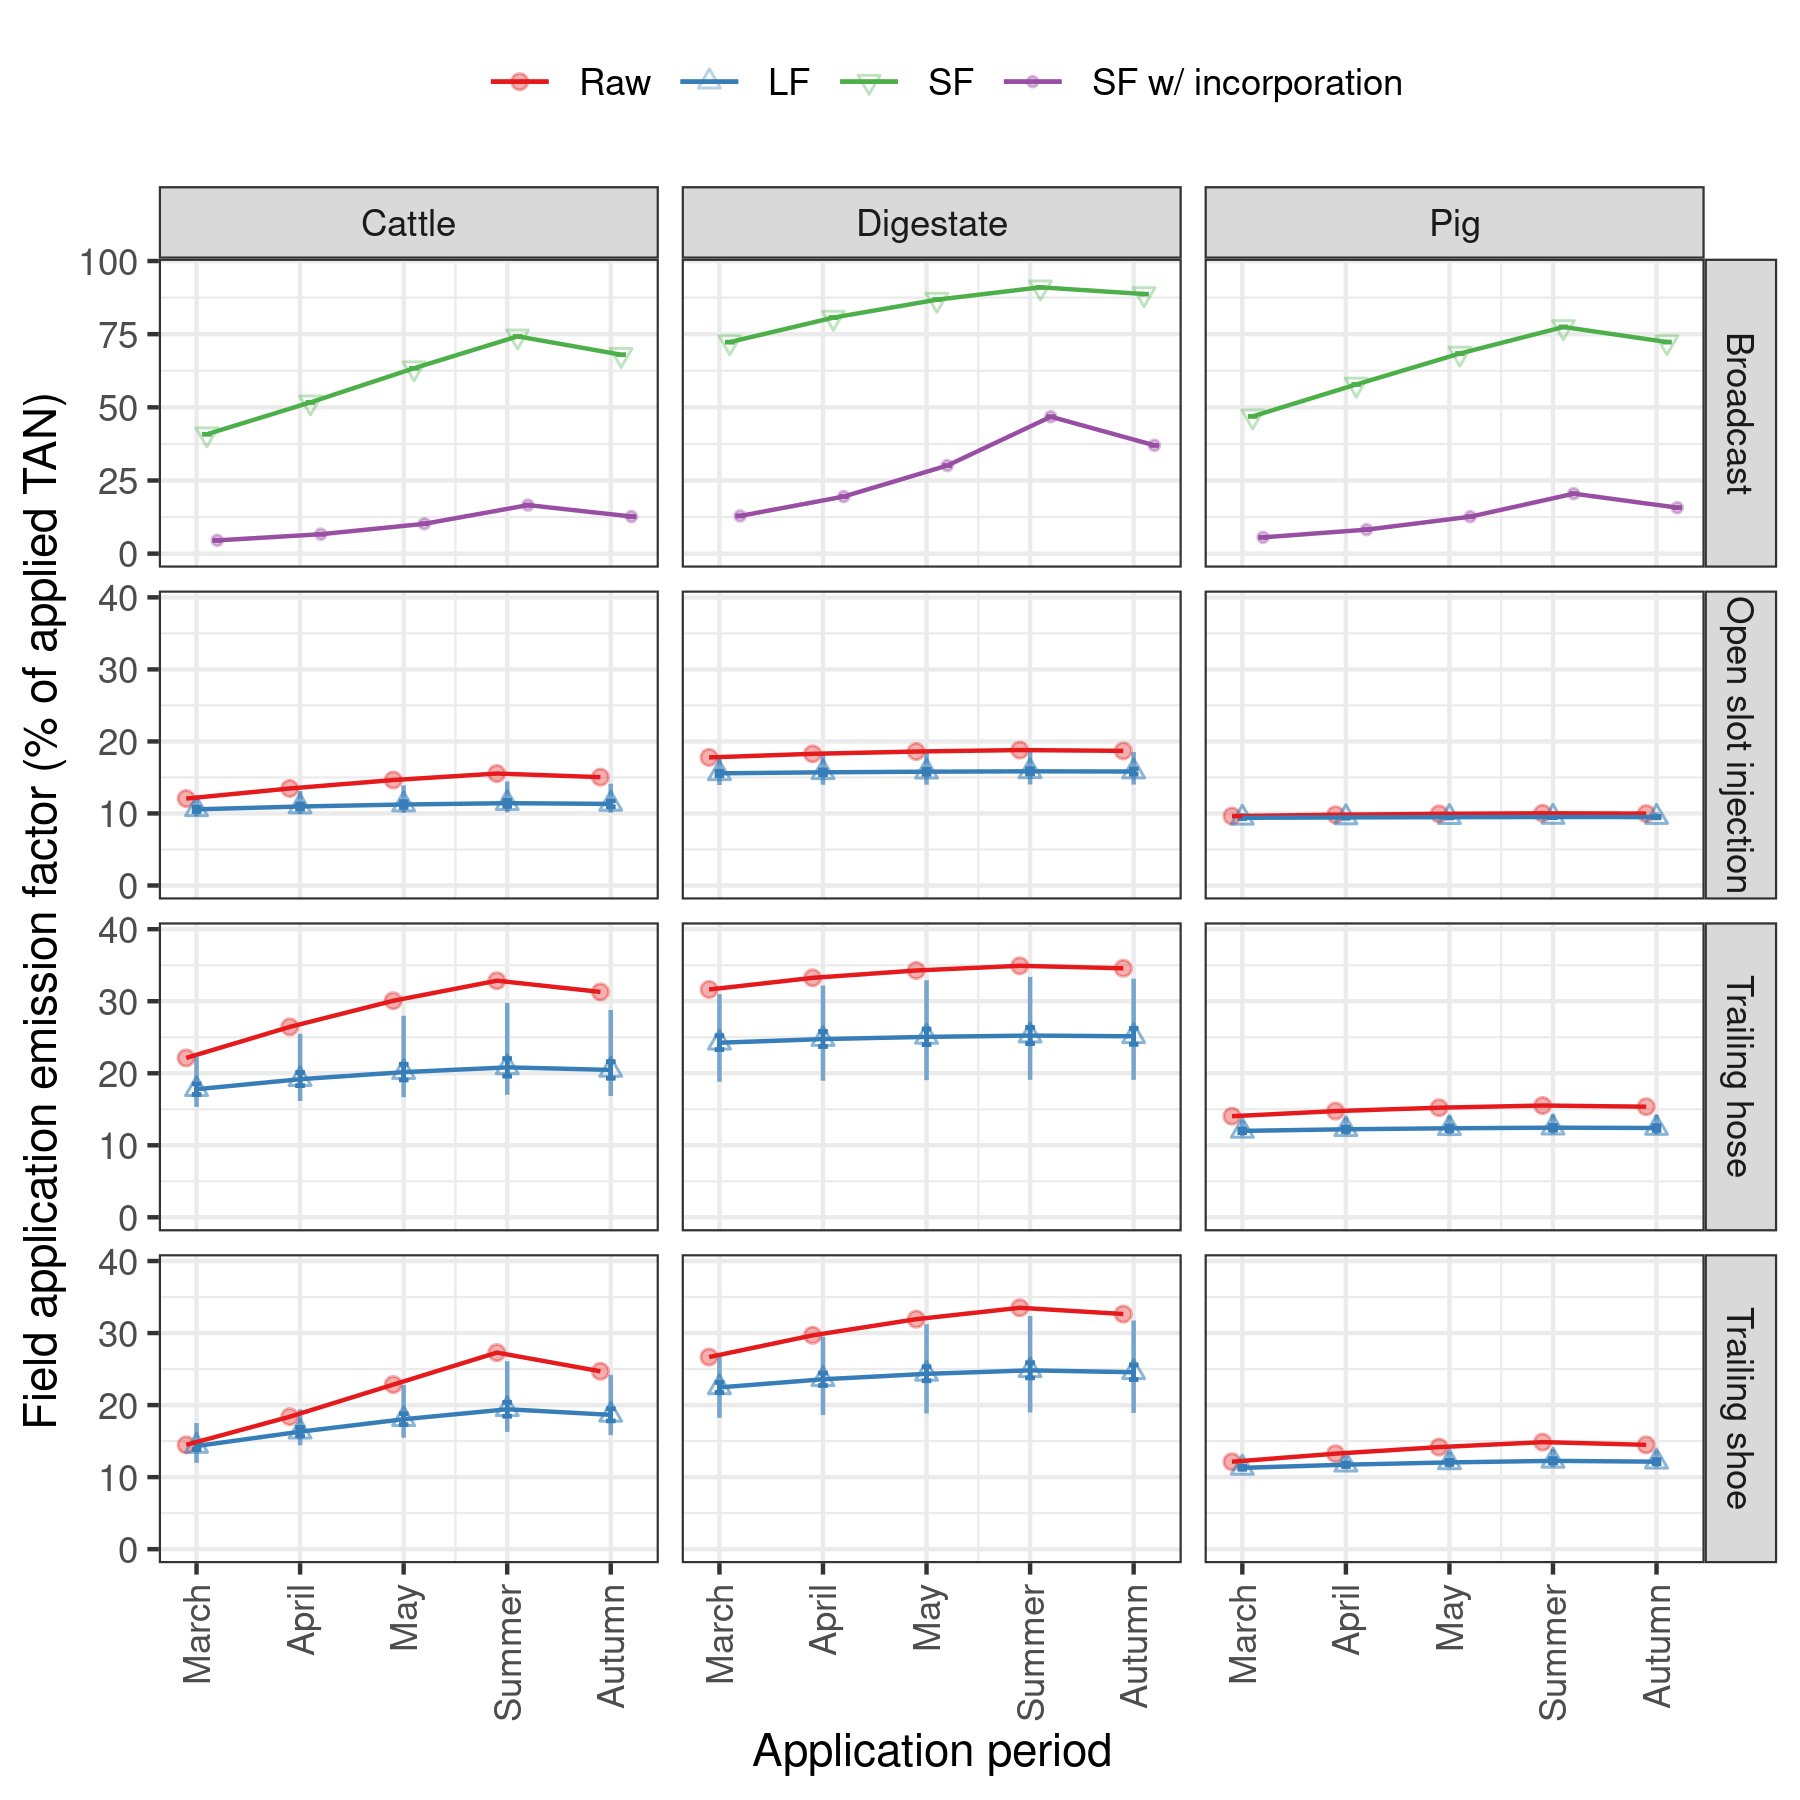 Raw LF SF SF w/ incorporation
Cattle Digestate Pig
Field application emission factor (% of applied TAN)
100
75
50
25
0
Broadcast
40
30
20
10
0
Open slot injection
40
30
20
10
0
Trailing hose
40
30
20
10
0
Trailing shoe
March April May Summer Autumn March April May Summer Autumn March April May Summer Autumn
Application period